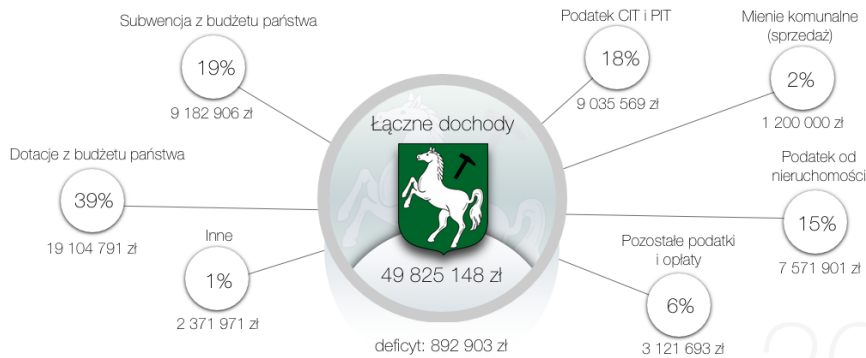 Subwencja z budżetu państwa
19%
9 182 906 zł
Podatek CIT i PIT
18%
9 035 569 zł
Mienie komunalne
(sprzedaż)
2%
1 200 000 zł
Łączne dochody
49 825 148 zł
Dotacje z budżetu państwa
39%
19 104 791 zł
Podatek od
nieruchomości
15%
7 571 901 zł
Inne
1%
2 371 971 zł
Pozostałe podatki
i opłaty
6%
3 121 693 zł
deficyt: 892 903 zł